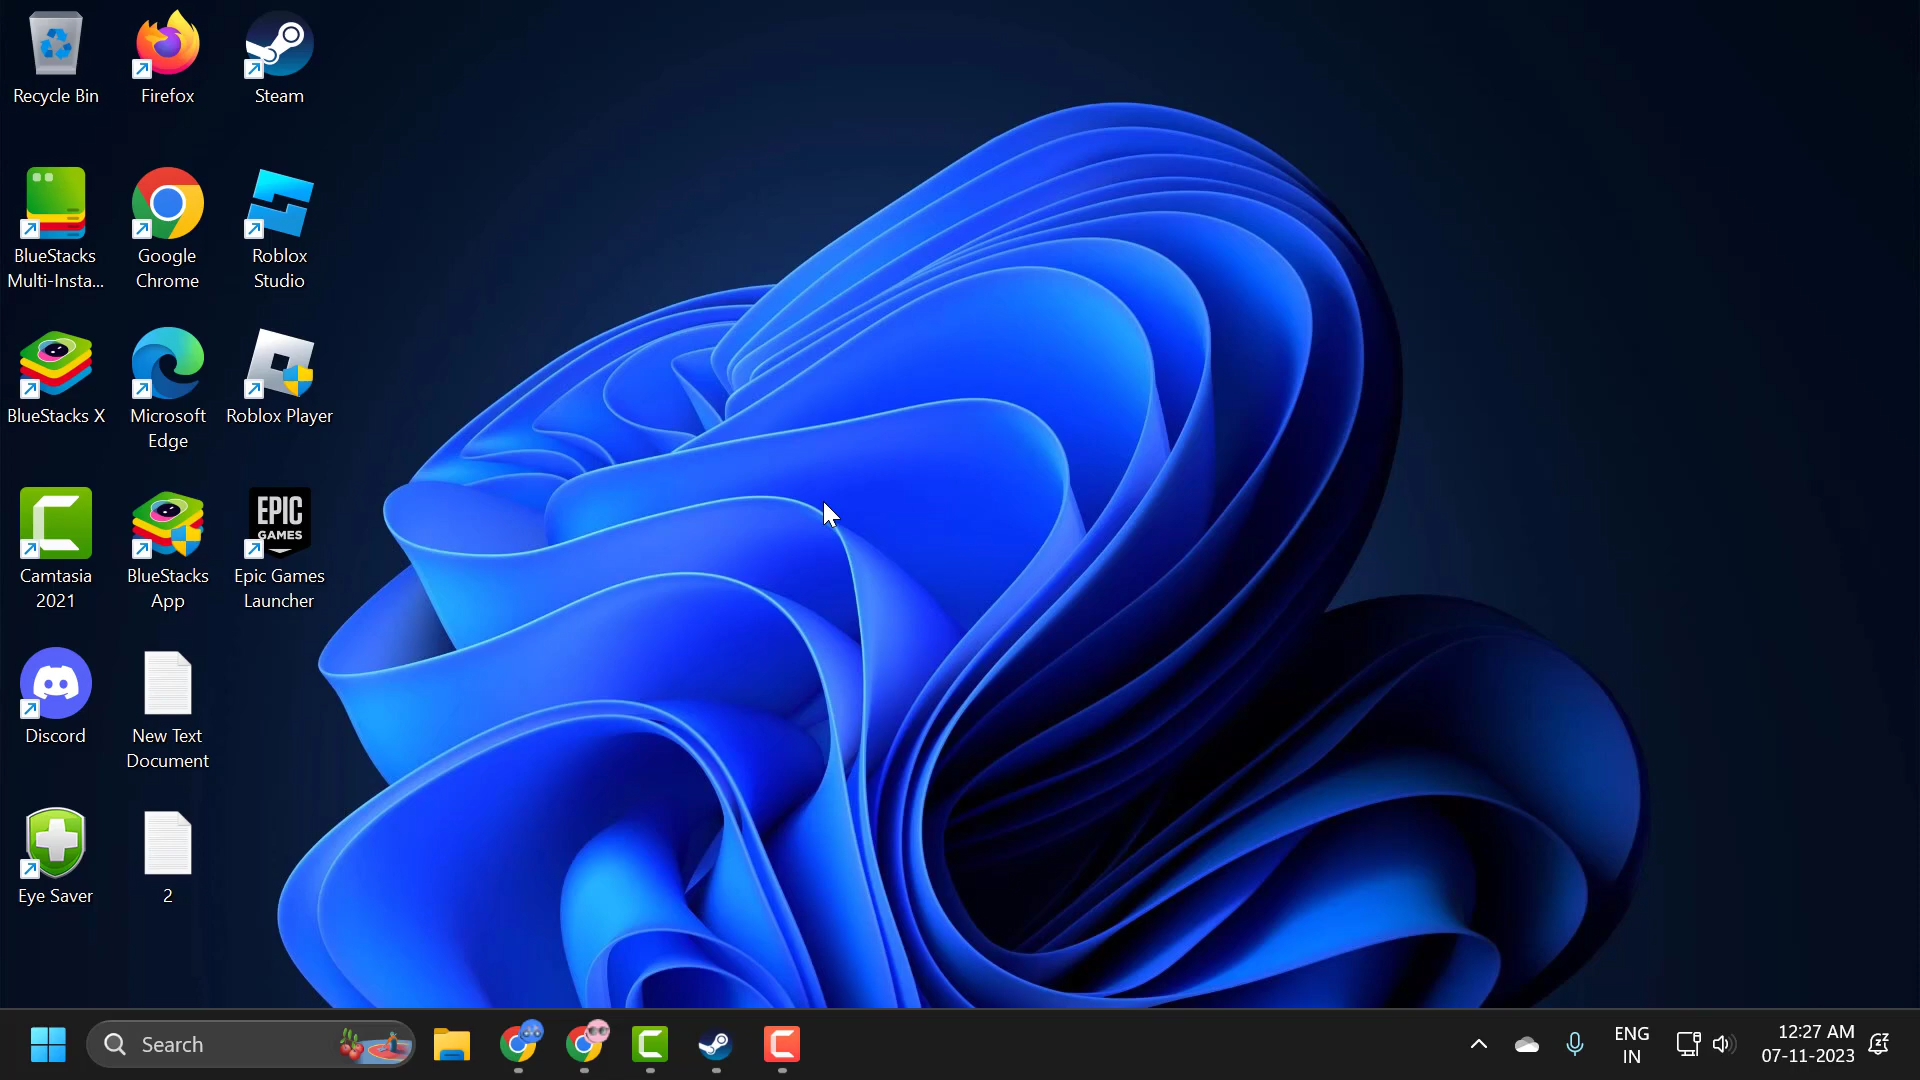 Recycle Bin
Firefox
Steam
BlueStacks
Multi-Insta...
Google
Chrome
Roblox
Studio
BlueStacks X
Microsoft
Edge
Roblox Player
EPIC
GAMES
Camtasia
2021
BlueStacks
App
Epic Games
Launcher
Discord
New Text
Document
Eye Saver
2
Search
ENG
IN
12:27 AM
07-11-2023